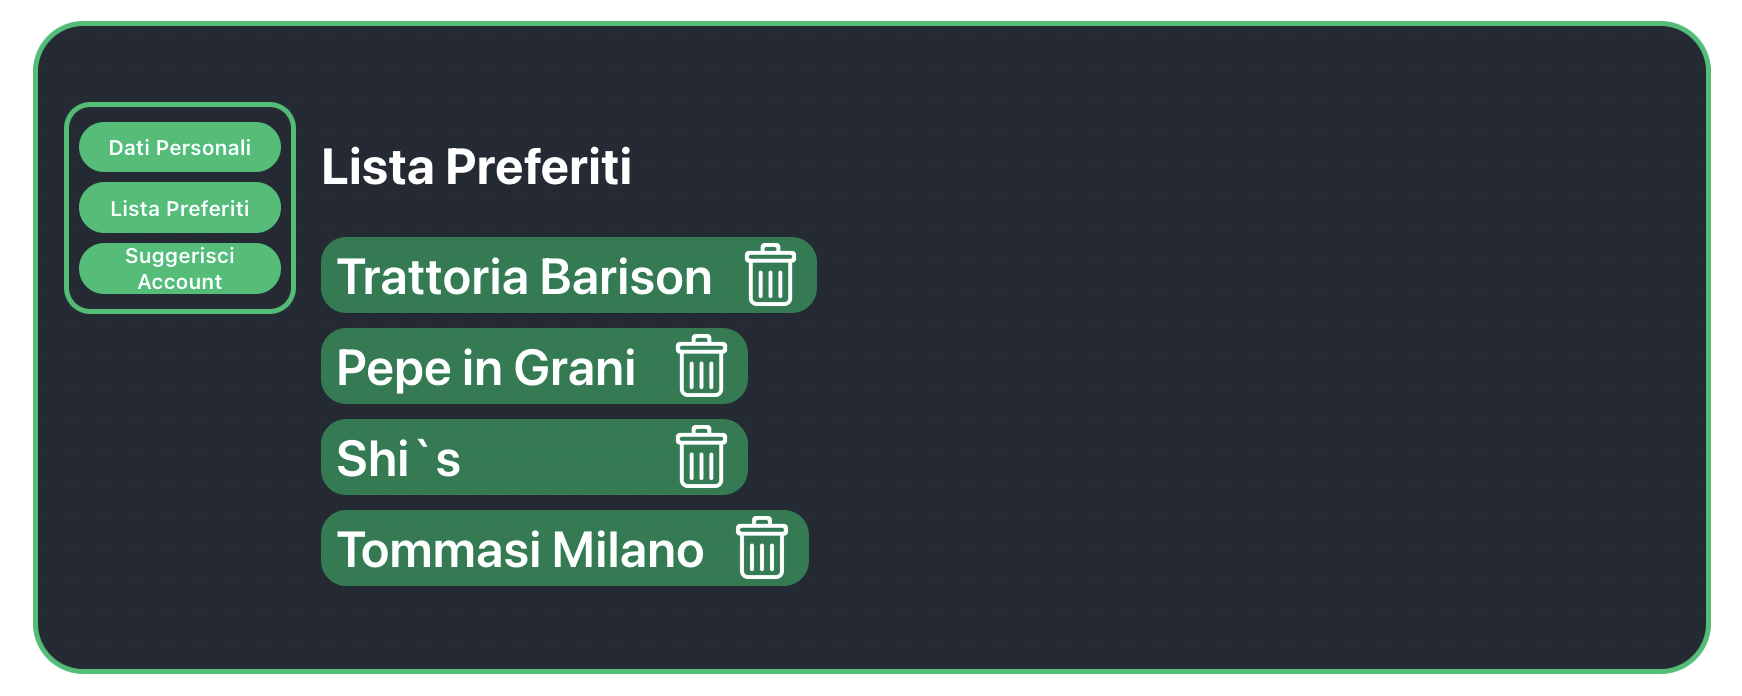 Dati Personali
Lista Preferiti
Suggerisci
Account
Lista Preferiti
Trattoria Barison
Pepe in Grani
Shi`s
Tommasi Milano